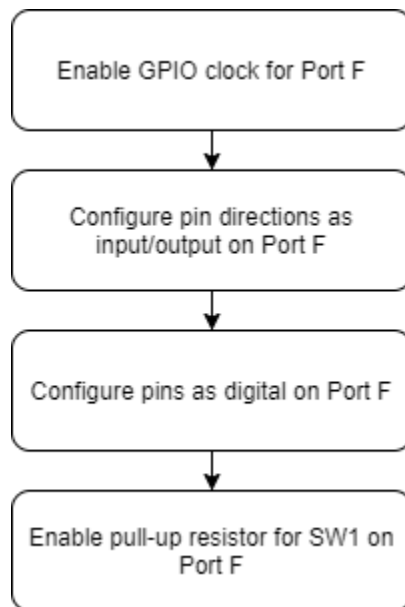 Enable GPIO clock for Port F
Configure pin directions as
input/output on Port F
Configure pins as digital on Port F
Enable pull-up resistor for SW1 on
Port F